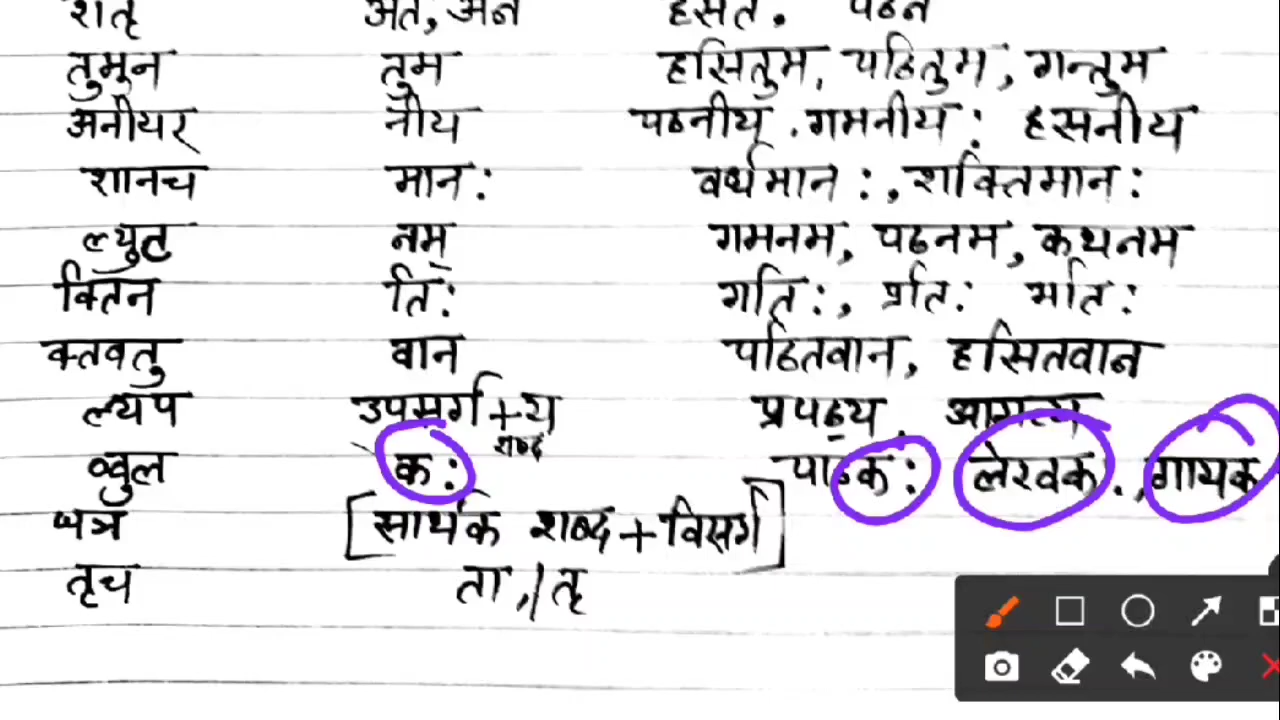 शतृ अत, अन हसत. पठन
तुमुन तुम हसितुम, पठितुम, गन्तुम
अनीयर नीय पठनीय, गमनीय: हसनीय
शानच मान: वर्धमान:, शक्तिमान:
ल्युट नम् गमनम, पठनम, कथनम
क्तिन ति: गति:,
क्तवतु वान पठितवान, हसितवान
ल्यप उपसर्ग+य प्रपठ्य, आगत्य
शब्द
ण्वुल क: पाठक: लेखक:, गायक
[सार्थक शब्द + विसर्ग]
तृच ता,/तृ